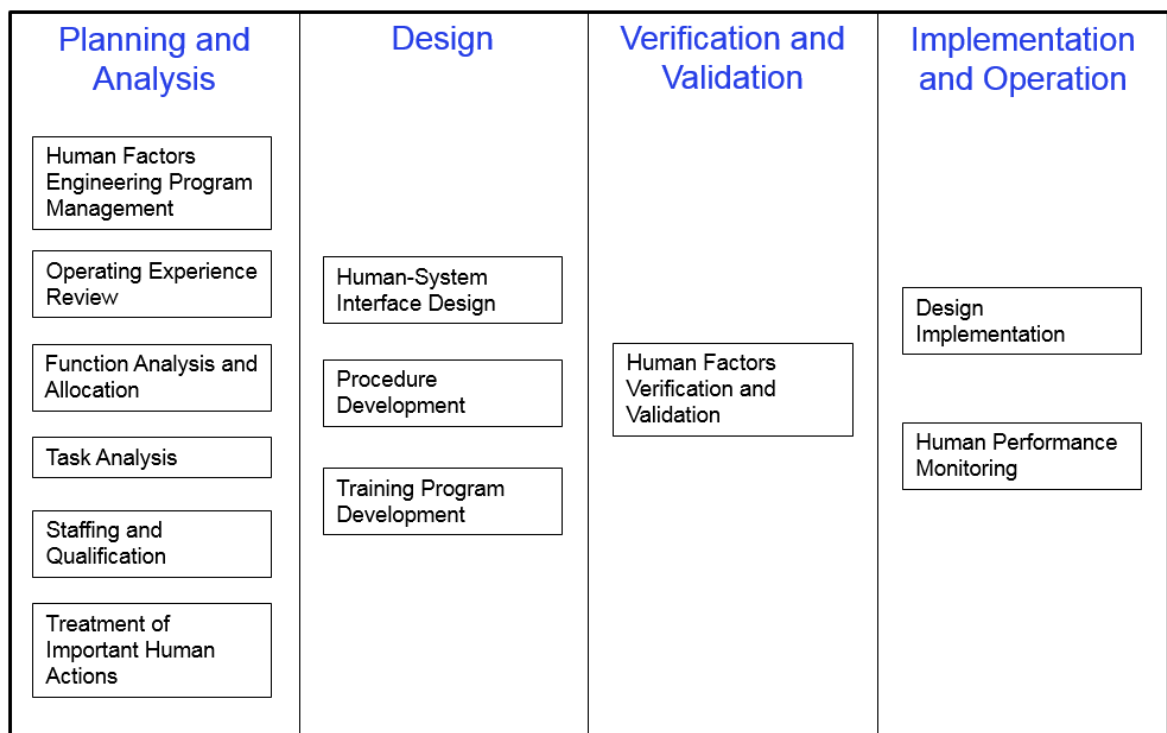 Planning and
Analysis
Human Factors
Engineering Program
Management
Operating Experience
Review
Function Analysis and
Allocation
Task Analysis
Staffing and
Qualification
Treatment of
Important Human
Actions
Design
Human-System
Interface Design
Procedure
Development
Training Program
Development
Verification and
Validation
Human Factors
Verification and
Validation
Implementation
and Operation
Design
Implementation
Human Performance
Monitoring